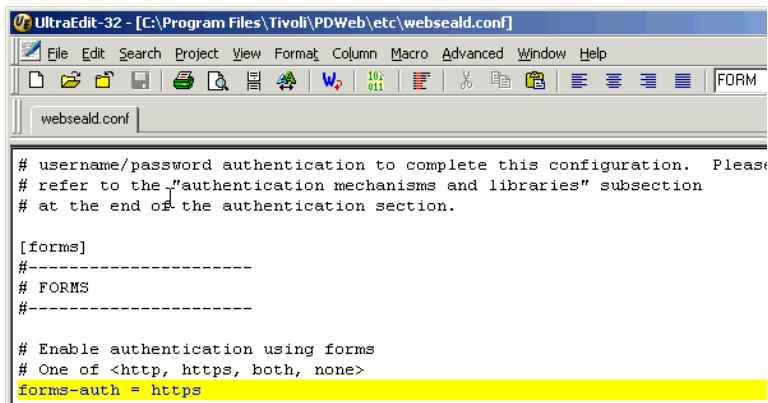 UltraEdit-32 - [C:\Program Files\Tivoli\PDWeb\etc\webseald.conf]
File Edit Search Project View Format Column Macro Advanced Window Help
FORM
webseald.conf
# username/password authentication to complete this configuration.  Please
# refer to the "authentication mechanisms and libraries" subsection
# at the end of the authentication section.
[forms]
#----------------------
# FORMS
#----------------------
# Enable authentication using forms
# One of <http, https, both, none>
forms-auth = https